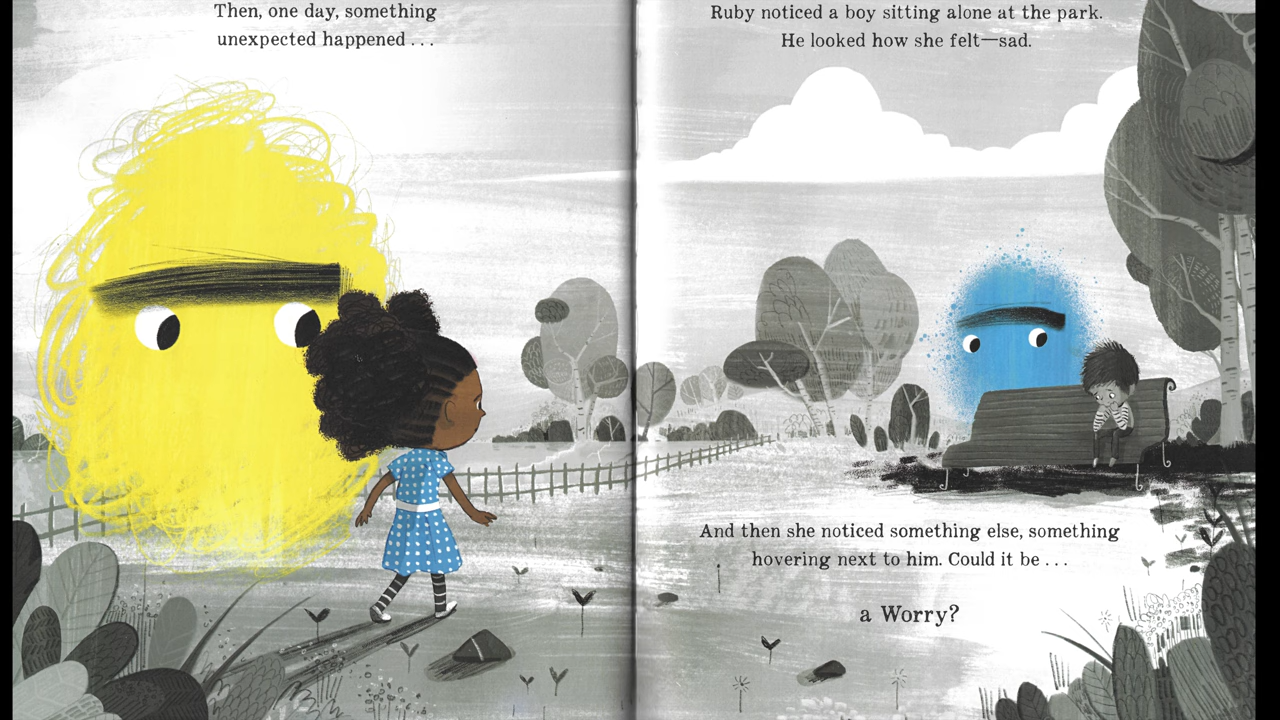 Then, one day, something
unexpected happened . . .
Ruby noticed a boy sitting alone at the park.
He looked how she felt—sad.
And then she noticed something else, something
hovering next to him. Could it be . . .
a Worry?